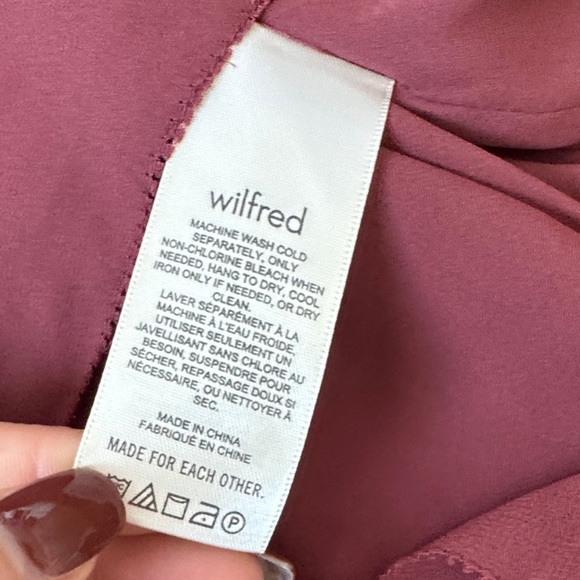 wilfred
MACHINE WASH COLD
SEPARATELY, ONLY
NON-CHLORINE BLEACH WHEN
NEEDED, HANG TO DRY, COOL
IRON ONLY IF NEEDED, OR DRY
CLEAN.
LAVER SÉPARÉMENT À LA
MACHINE À L'EAU FROIDE
UTILISER SEULEMENT UN
JAVELLISANT SANS CHLORE AU
BESOIN, SUSPENDRE POUR
SÉCHER, REPASSAGE DOUX SI
NÉCESSAIRE, OU NETTOYER À
SEC.
MADE IN CHINA
FABRIQUÉ EN CHINE
MADE FOR EACH OTHER.
P